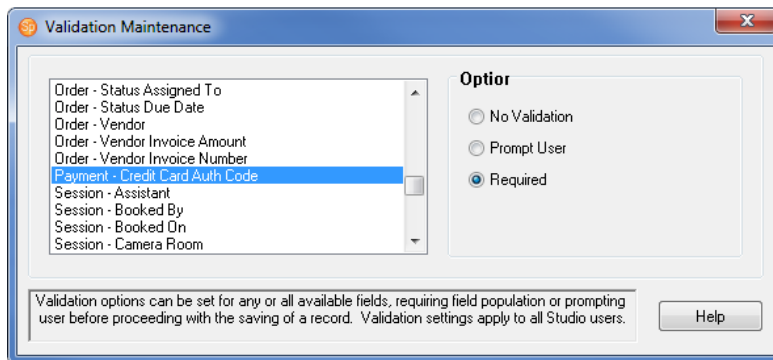 Sp Validation Maintenance
Order - Status Assigned To
Order - Status Due Date
Order - Vendor
Order - Vendor Invoice Amount
Order - Vendor Invoice Number
Payment - Credit Card Auth Code
Session - Assistant
Session - Booked By
Session - Booked On
Session - Camera Room
Optior
No Validation
Prompt User
Required
Validation options can be set for any or all available fields, requiring field population or prompting
user before proceeding with the saving of a record. Validation settings apply to all Studio users.
Help